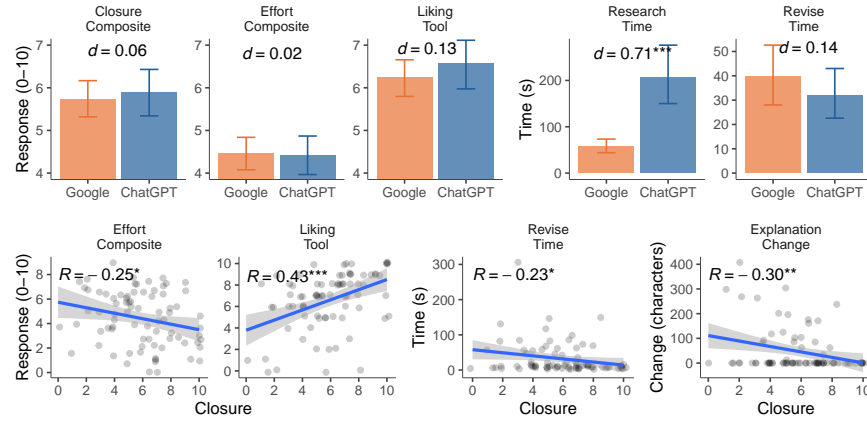 Closure
Composite
Effort
Composite
Liking
Tool
Research
Time
Revise
Time
Response (0–10)
7
6
5
4
d = 0.06
Google
ChatGPT
7
6
5
4
d = 0.02
Google
ChatGPT
7
6
5
4
d = 0.13
Google
ChatGPT
Time (s)
200
100
0
d = 0.71***
Google
ChatGPT
50
40
30
20
10
0
d = 0.14
Google
ChatGPT
Effort
Composite
Liking
Tool
Revise
Time
Explanation
Change
Response (0–10)
8
6
4
2
0
R = − 0.25*
0 2 4 6 8 10
Closure
10
8
6
4
2
0
R = 0.43***
0 2 4 6 8 10
Time (s)
300
200
100
0
R = − 0.23*
0 2 4 6 8 10
Closure
Change (characters)
400
300
200
100
0
R = − 0.30**
0 2 4 6 8 10